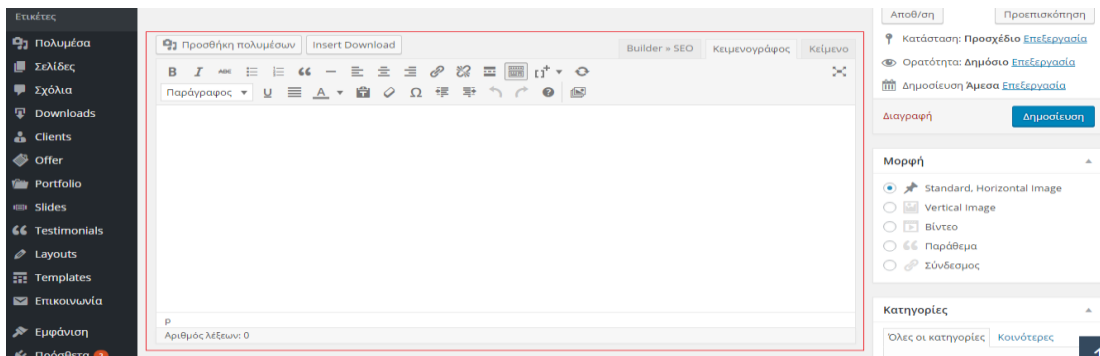 Ετικέτες
Πολυμέσα
Σελίδες
Σχόλια
Downloads
Clients
Offer
Portfolio
Slides
Testimonials
Layouts
Templates
Επικοινωνία
Εμφάνιση
Πρόσθετα
Προσθήκη πολυμέσων Insert Download
Builder » SEO Κειμενογράφος Κείμενο
B I ABC
Παράγραφος U A Ω
p
Αριθμός λέξεων: 0
Αποθ/ση Προεπισκόπηση
Κατάσταση: Προσχέδιο Επεξεργασία
Ορατότητα: Δημόσιο Επεξεργασία
Δημοσίευση Άμεσα Επεξεργασία
Διαγραφή Δημοσίευση
Μορφή
Standard, Horizontal Image
Vertical Image
Βίντεο
Παράθεμα
Σύνδεσμος
Κατηγορίες
Όλες οι κατηγορίες Κοινότερες